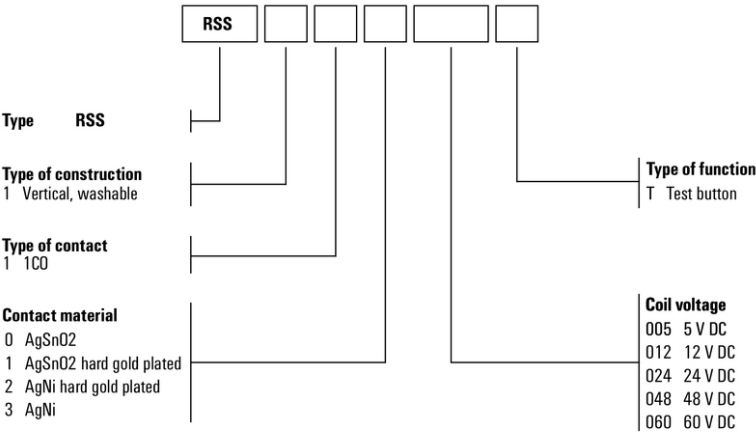 RSS
Type RSS
Type of construction
1 Vertical, washable
Type of contact
1 1CO
Contact material
0 AgSnO2
1 AgSnO2 hard gold plated
2 AgNi hard gold plated
3 AgNi
Type of function
T Test button
Coil voltage
005 5 V DC
012 12 V DC
024 24 V DC
048 48 V DC
060 60 V DC